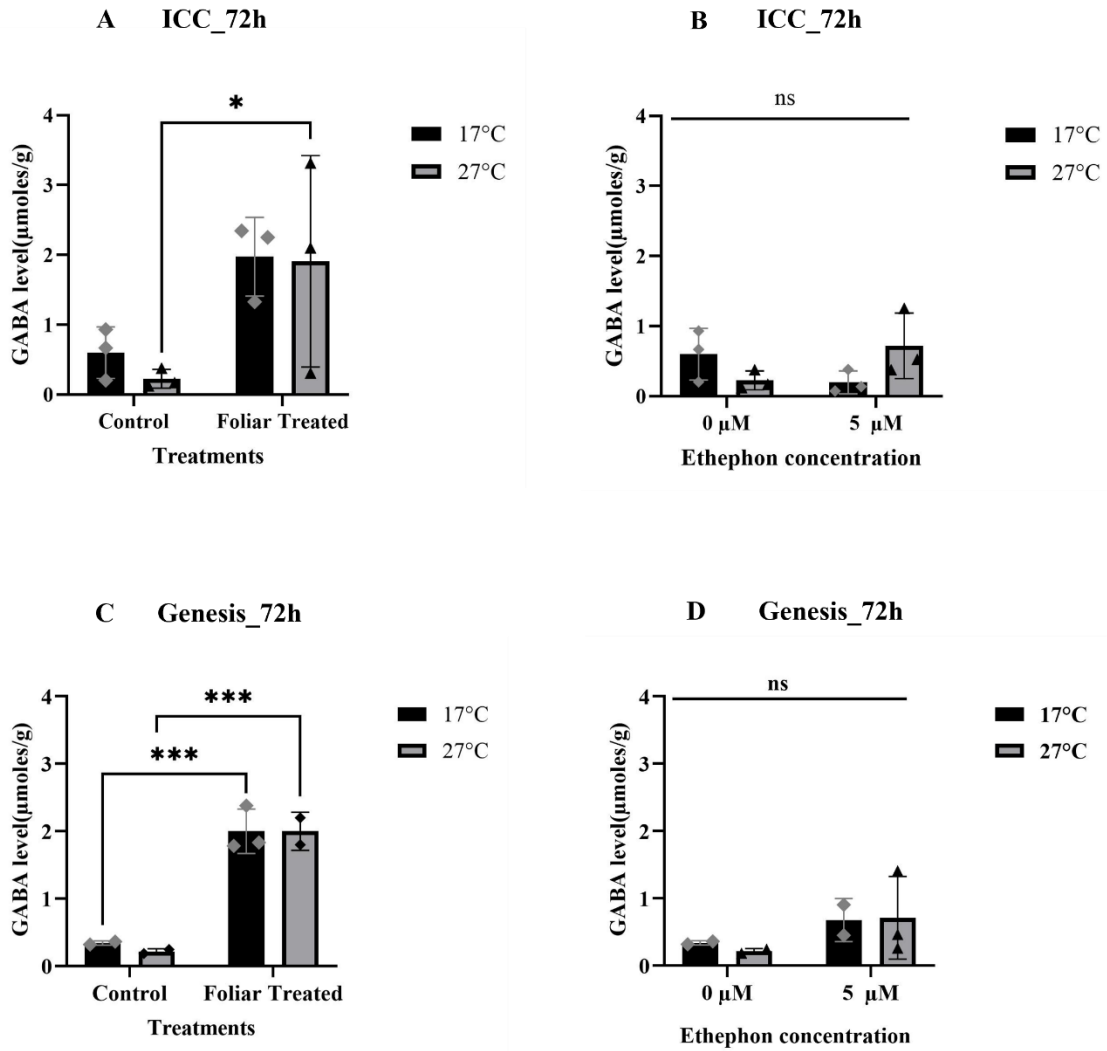 A ICC_72h
GABA level(μmoles/g)
4
3
2
1
0
*
17°C
27°C
Control Foliar Treated
Treatments
B ICC_72h
GABA level(μmoles/g)
4
3
2
1
0
ns
17°C
27°C
0 μM 5 μM
Ethephon concentration
C Genesis_72h
GABA level(μmoles/g)
4
3
2
1
0
***
***
17°C
27°C
Control Foliar Treated
Treatments
D Genesis_72h
GABA level(μmoles/g)
4
3
2
1
0
ns
17°C
27°C
0 μM 5 μM
Ethephon concentration